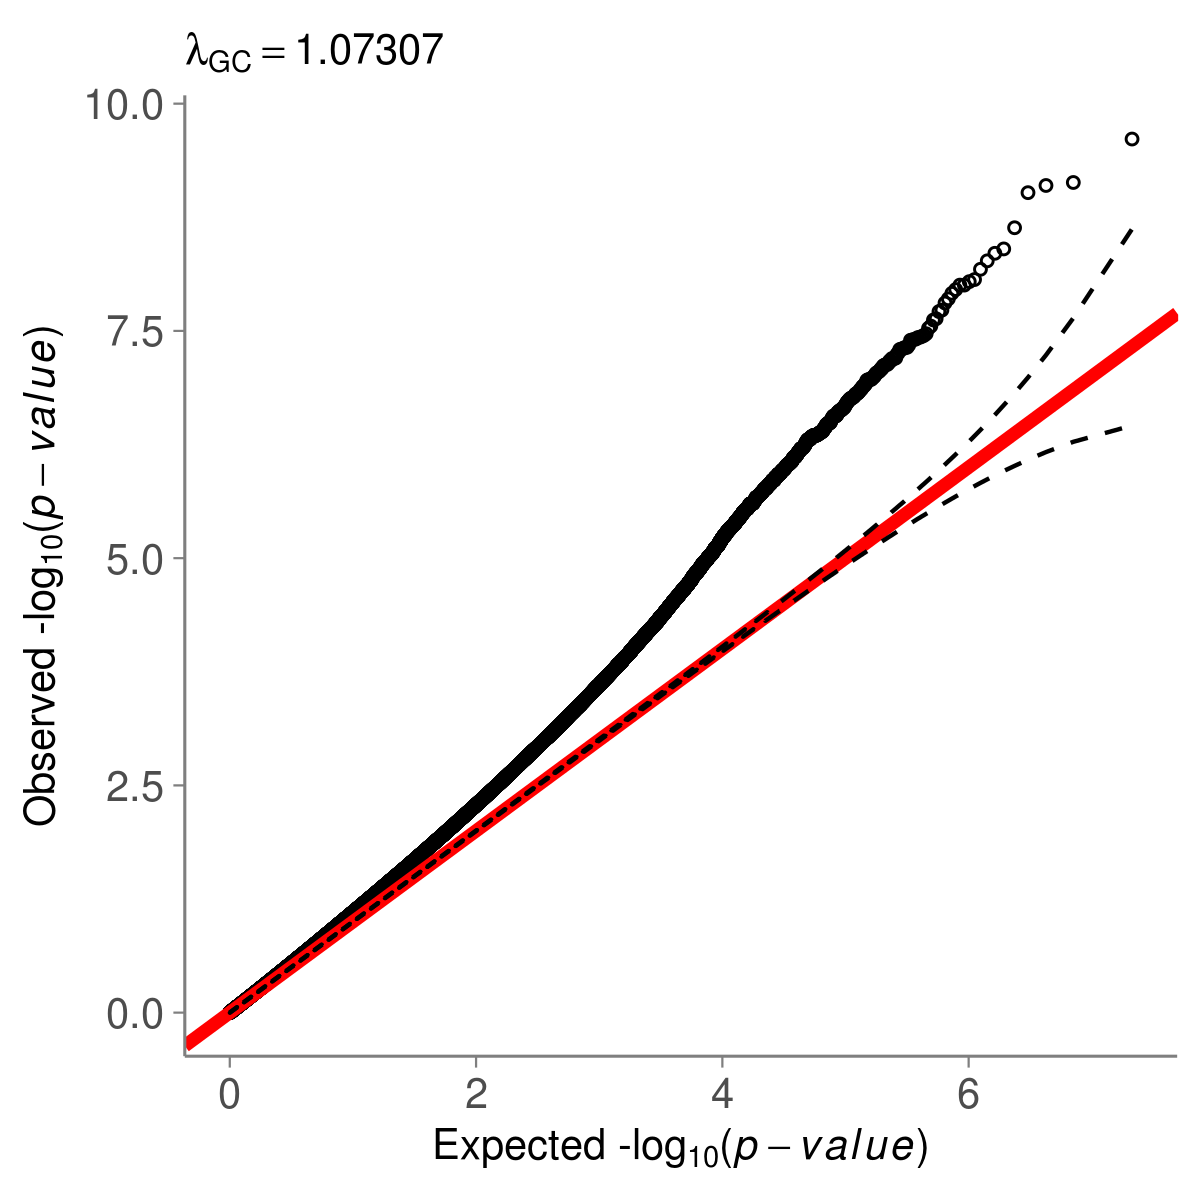 λGC = 1.07307
10.0
7.5
5.0
2.5
0.0
Observed -log10(p − value)
0 2 4 6
Expected -log10(p − value)